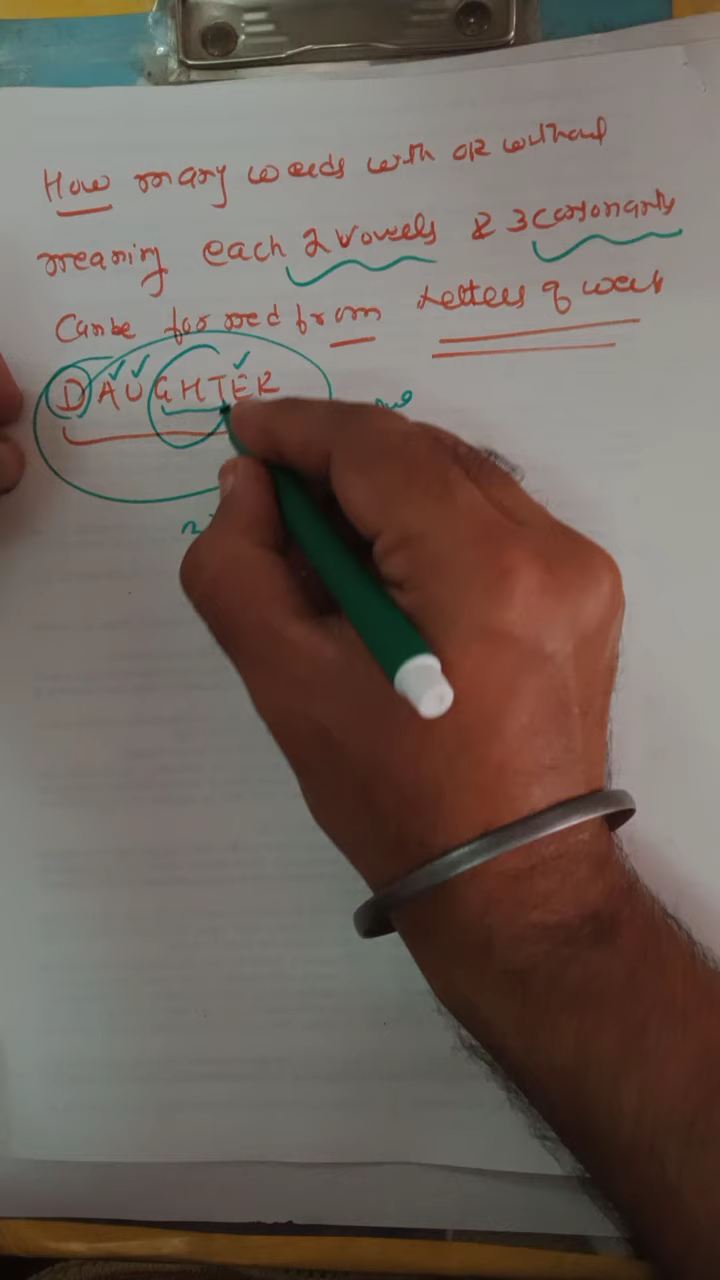 How many words with or without
meaning each 2 vowels & 3 consonants
Can be formed from Letters of word
DAUGHTER